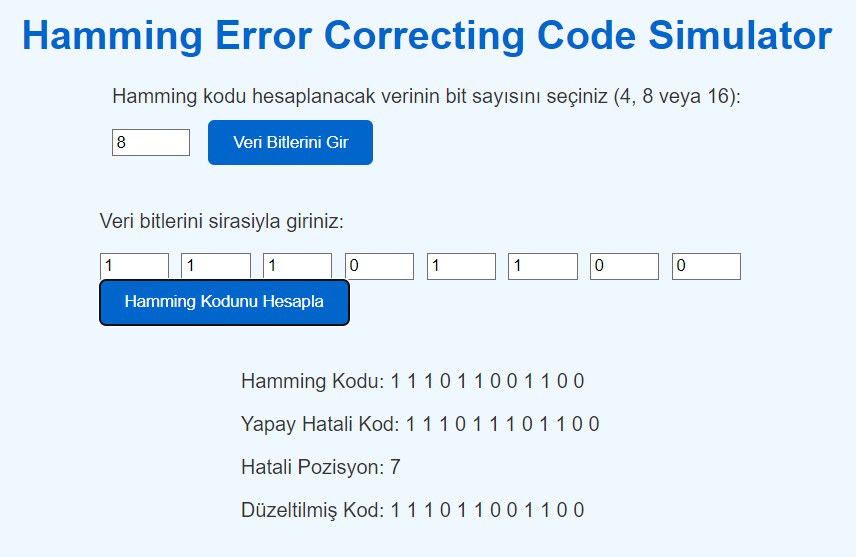 Hamming Error Correcting Code Simulator
Hamming kodu hesaplanacak verinin bit sayısını seçiniz (4, 8 veya 16):
8 Veri Bitlerini Gir
Veri bitlerini sirasiyla giriniz:
1 1 1 0 1 1 0 0
Hamming Kodunu Hesapla
Hamming Kodu: 1 1 1 0 1 1 0 0 1 1 0 0
Yapay Hatali Kod: 1 1 1 0 1 1 1 0 1 1 0 0
Hatali Pozisyon: 7
Düzeltilmiş Kod: 1 1 1 0 1 1 0 0 1 1 0 0